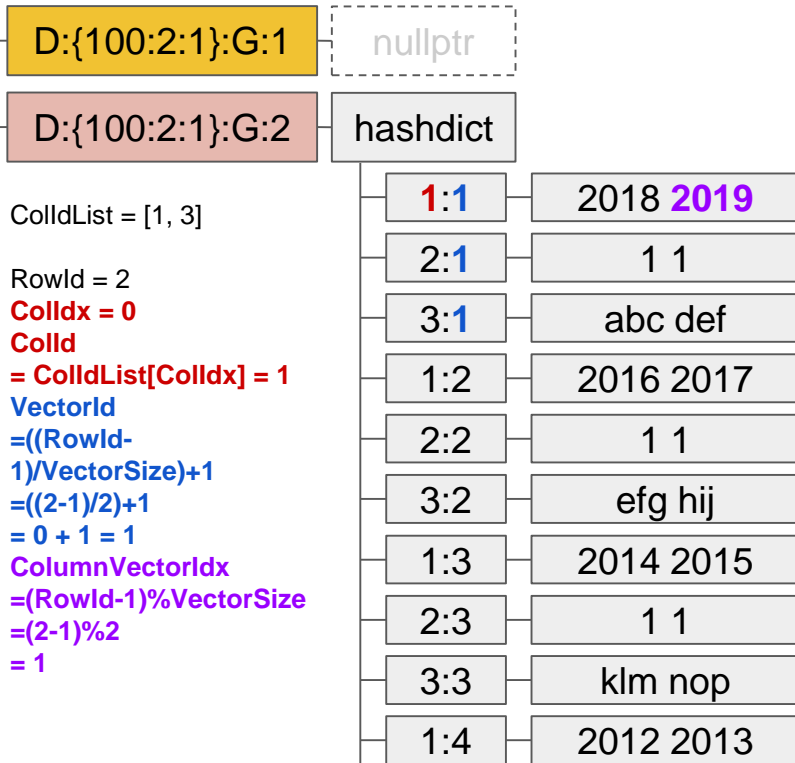 D:{100:2:1}:G:1 nullptr
D:{100:2:1}:G:2 hashdict
ColIdList = [1, 3]
RowId = 2
ColIdx = 0
ColId
= ColIdList[ColIdx] = 1
VectorId
=((RowId-
1)/VectorSize)+1
=((2-1)/2)+1
= 0 + 1 = 1
ColumnVectorIdx
=(RowId-1)%VectorSize
=(2-1)%2
= 1
1:1 2018 2019
2:1 1 1
3:1 abc def
1:2 2016 2017
2:2 1 1
3:2 efg hij
1:3 2014 2015
2:3 1 1
3:3 klm nop
1:4 2012 2013